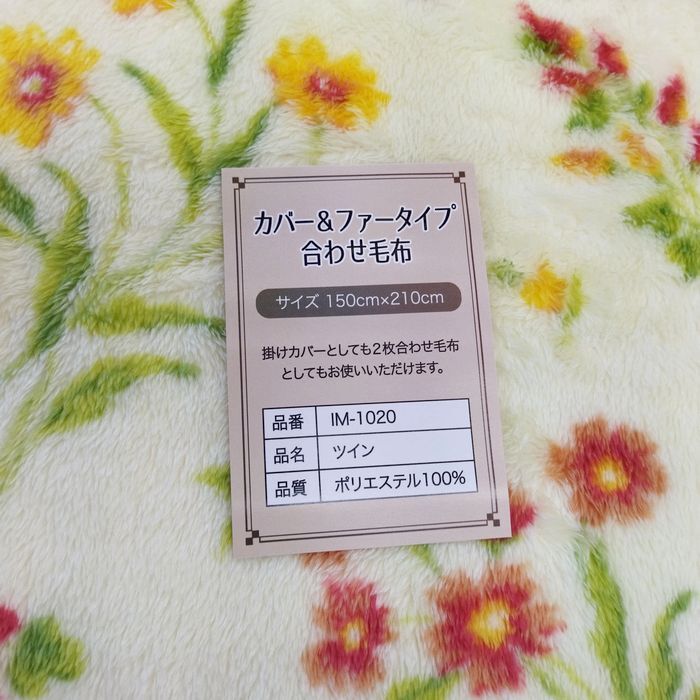 カバー&ファータイプ
合わせ毛布
サイズ 150cm×210cm
掛けカバーとしても2枚合わせ毛布
としてもお使いいただけます。
品番 IM-1020
品名 ツイン
品質 ポリエステル100%